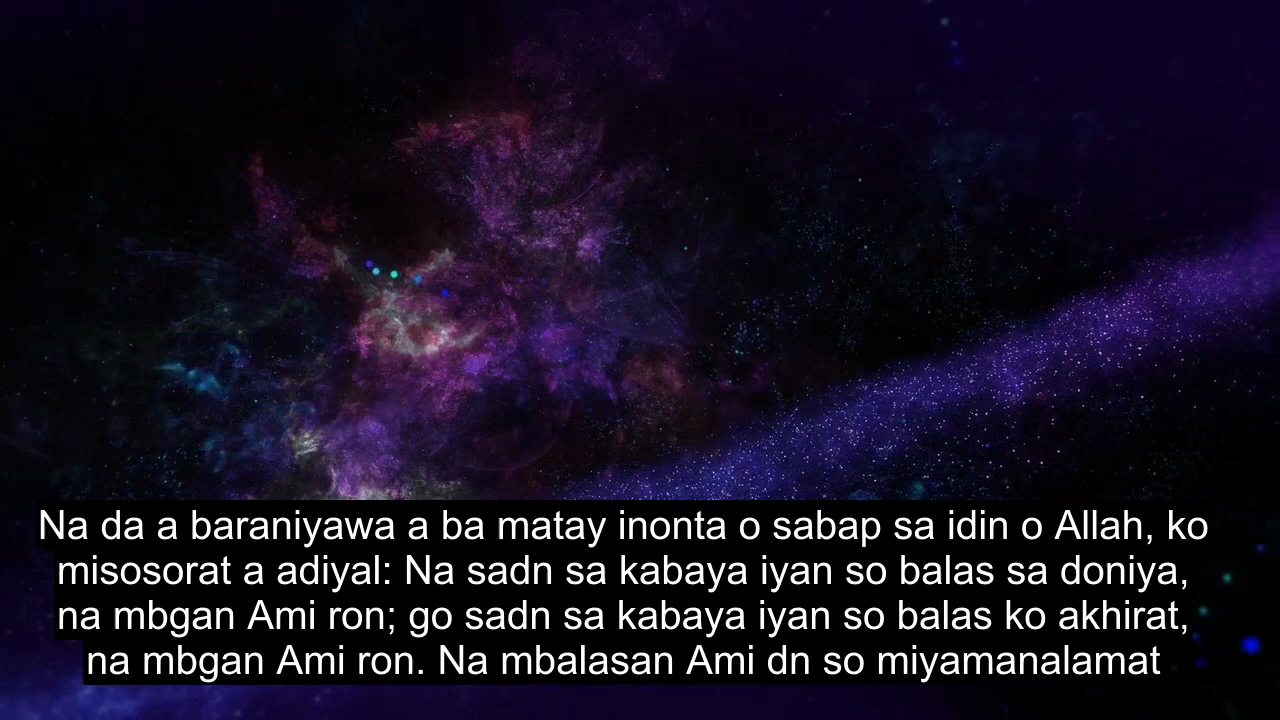 Na da a baraniyawa a ba matay inonta o sabap sa idin o Allah, ko
misosorat a adiyal: Na sadn sa kabaya iyan so balas sa doniya,
na mbgan Ami ron; go sadn sa kabaya iyan so balas ko akhirat,
na mbgan Ami ron. Na mbalasan Ami dn so miyamanalamat